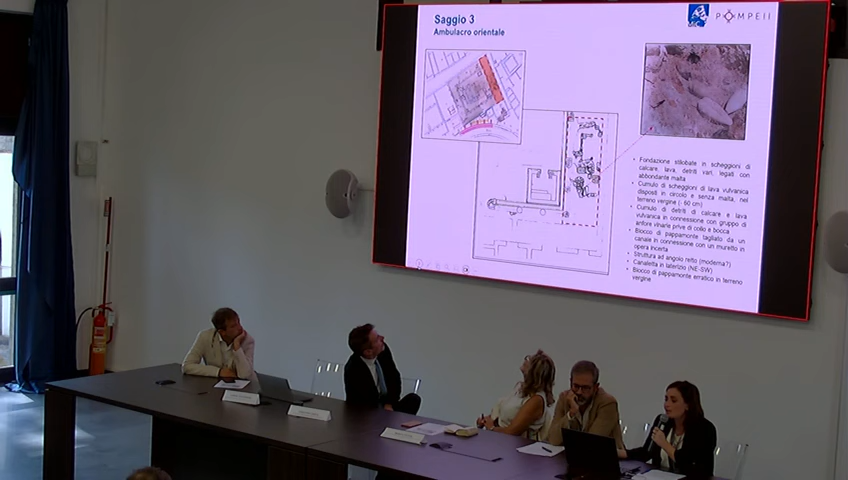 Saggio 3
Ambulacro orientale
POMPEII
• Fondazione stilobate in scheggioni di
calcare, lava, detriti vari, legati con
abbondante malta
• Cumulo di scheggioni di lava vulvanica
disposti in circolo e senza malta, nel
terreno vergine (- 60 cm)
• Cumulo di detriti di calcare e lava
vulvanica in connessione con gruppo di
anfore vinarie prive di collo e bocca
• Blocco di pappamonte tagliato da un
canale in connessione con un muretto in
opera incerta
• Struttura ad angolo retto (moderna?)
• Canaletta in laterizio (NE-SW)
• Blocco di pappamonte erratico in terreno
vergine